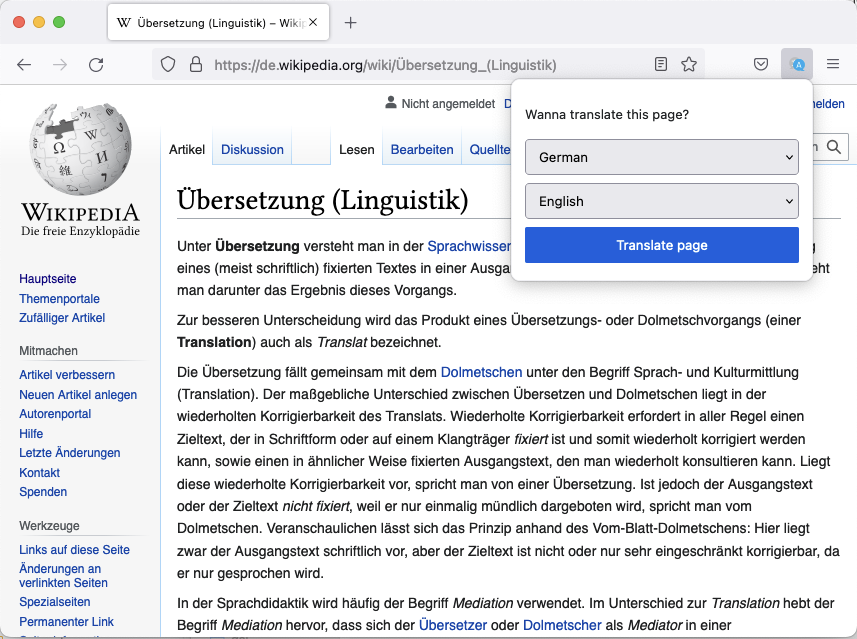 Übersetzung (Linguistik) – Wiki
https://de.wikipedia.org/wiki/Übersetzung_(Linguistik)
WIKIPEDIA
Die freie Enzyklopädie
Hauptseite
Themenportale
Zufälliger Artikel
Mitmachen
Artikel verbessern
Neuen Artikel anlegen
Autorenportal
Hilfe
Letzte Änderungen
Kontakt
Spenden
Werkzeuge
Links auf diese Seite
Änderungen an
verlinkten Seiten
Spezialseiten
Permanenter Link
Nicht angemeldet
Artikel Diskussion Lesen Bearbeiten
Wanna translate this page?
German
English
Translate page
Übersetzung (Linguistik)
Unter Übersetzung versteht man in der
eines (meist schriftlich) fixierten Textes in einer
man darunter das Ergebnis dieses Vorgangs.
Zur besseren Unterscheidung wird das Produkt eines Übersetzungs- oder Dolmetschvorgangs (einer
Translation) auch als Translat bezeichnet.
Die Übersetzung fällt gemeinsam mit dem Dolmetschen unter den Begriff Sprach- und Kulturmittlung
(Translation). Der maßgebliche Unterschied zwischen Übersetzen und Dolmetschen liegt in der
wiederholten Korrigierbarkeit des Translats. Wiederholte Korrigierbarkeit erfordert in aller Regel einen
Zieltext, der in Schriftform oder auf einem Klangträger fixiert ist und somit wiederholt korrigiert werden
kann, sowie einen in ähnlicher Weise fixierten Ausgangstext, den man wiederholt konsultieren kann. Liegt
diese wiederholte Korrigierbarkeit vor, spricht man von einer Übersetzung. Ist jedoch der Ausgangstext
oder der Zieltext nicht fixiert, weil er nur einmalig mündlich dargeboten wird, spricht man vom
Dolmetschen. Veranschaulichen lässt sich das Prinzip anhand des Vom-Blatt-Dolmetschens: Hier liegt
zwar der Ausgangstext schriftlich vor, aber der Zieltext ist nicht oder nur sehr eingeschränkt korrigierbar, da
er nur gesprochen wird.
In der Sprachdidaktik wird häufig der Begriff Mediation verwendet. Im Unterschied zur Translation hebt der
Begriff Mediation hervor, dass sich der Übersetzer oder Dolmetscher als Mediator in einer